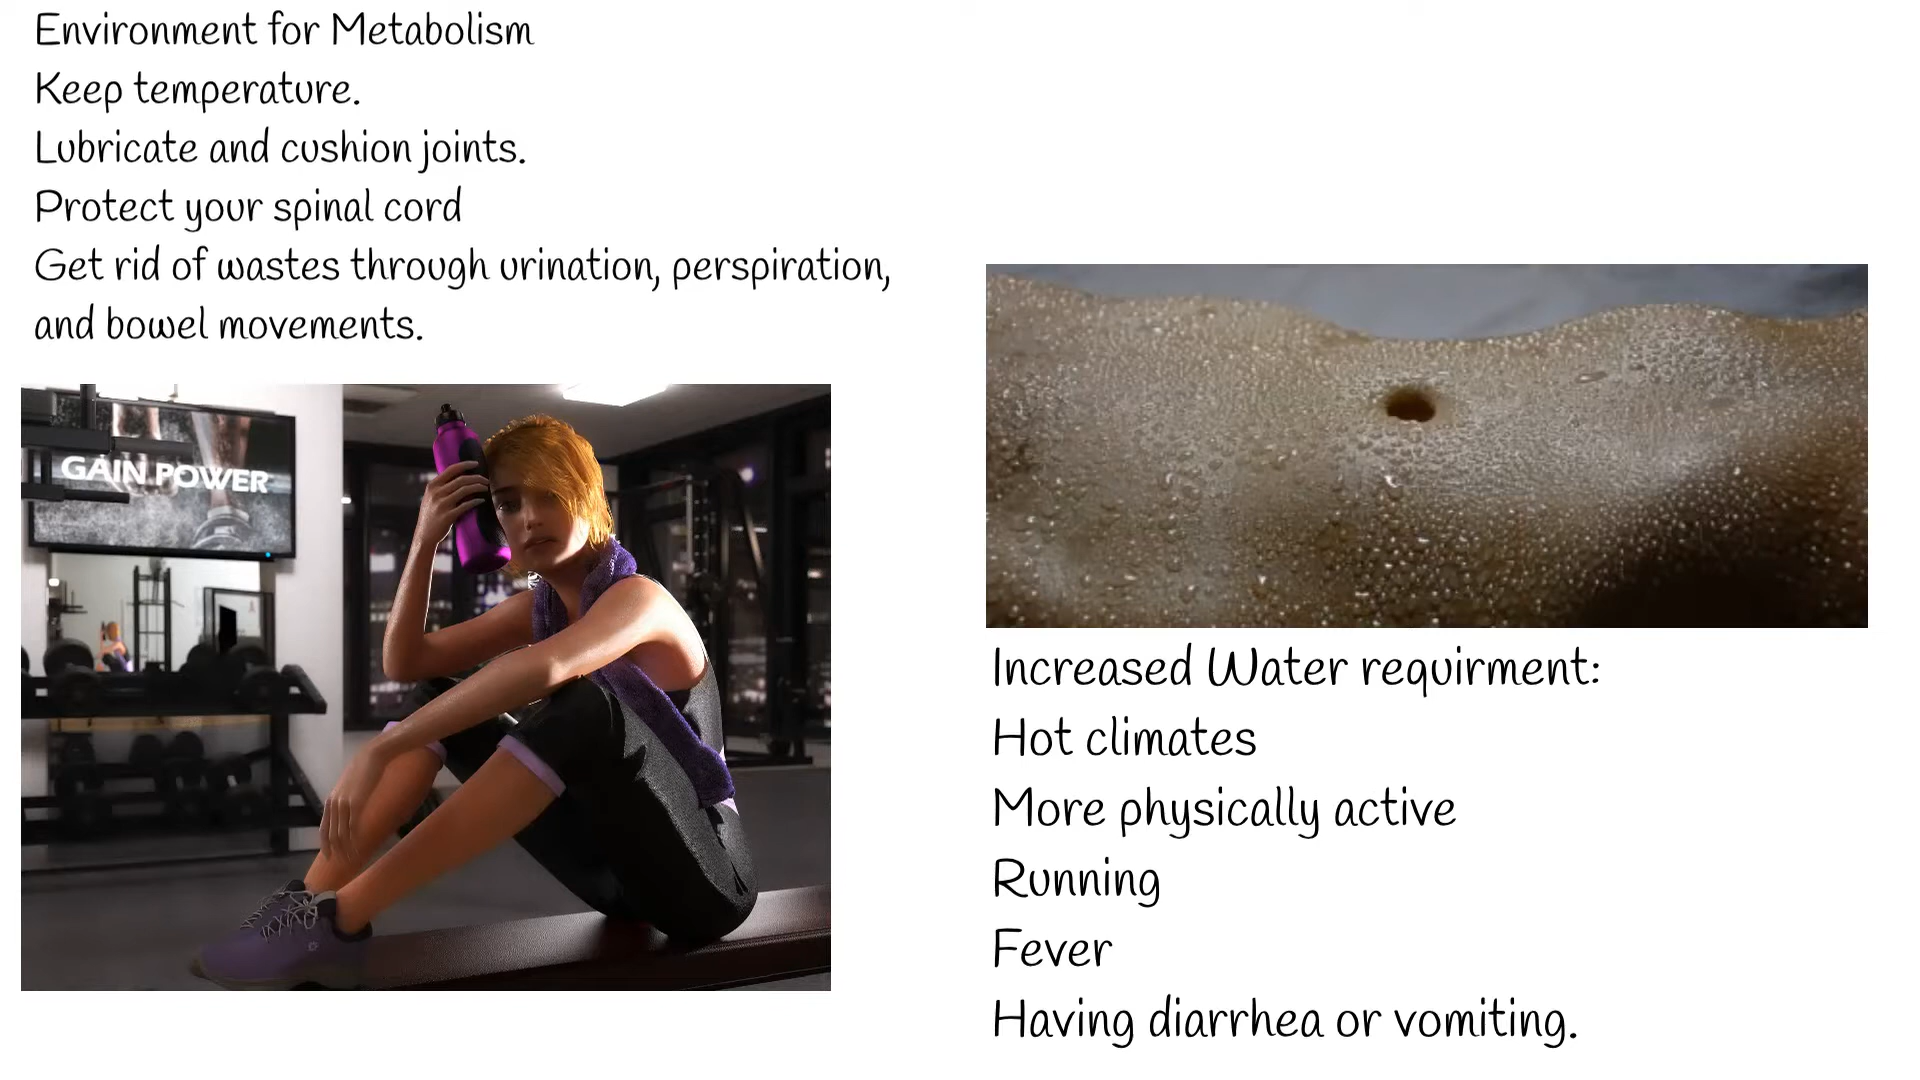 Environment for Metabolism
Keep temperature.
Lubricate and cushion joints.
Protect your spinal cord
Get rid of wastes through urination, perspiration,
and bowel movements.
GAIN POWER
Increased Water requirment:
Hot climates
More physically active
Running
Fever
Having diarrhea or vomiting.